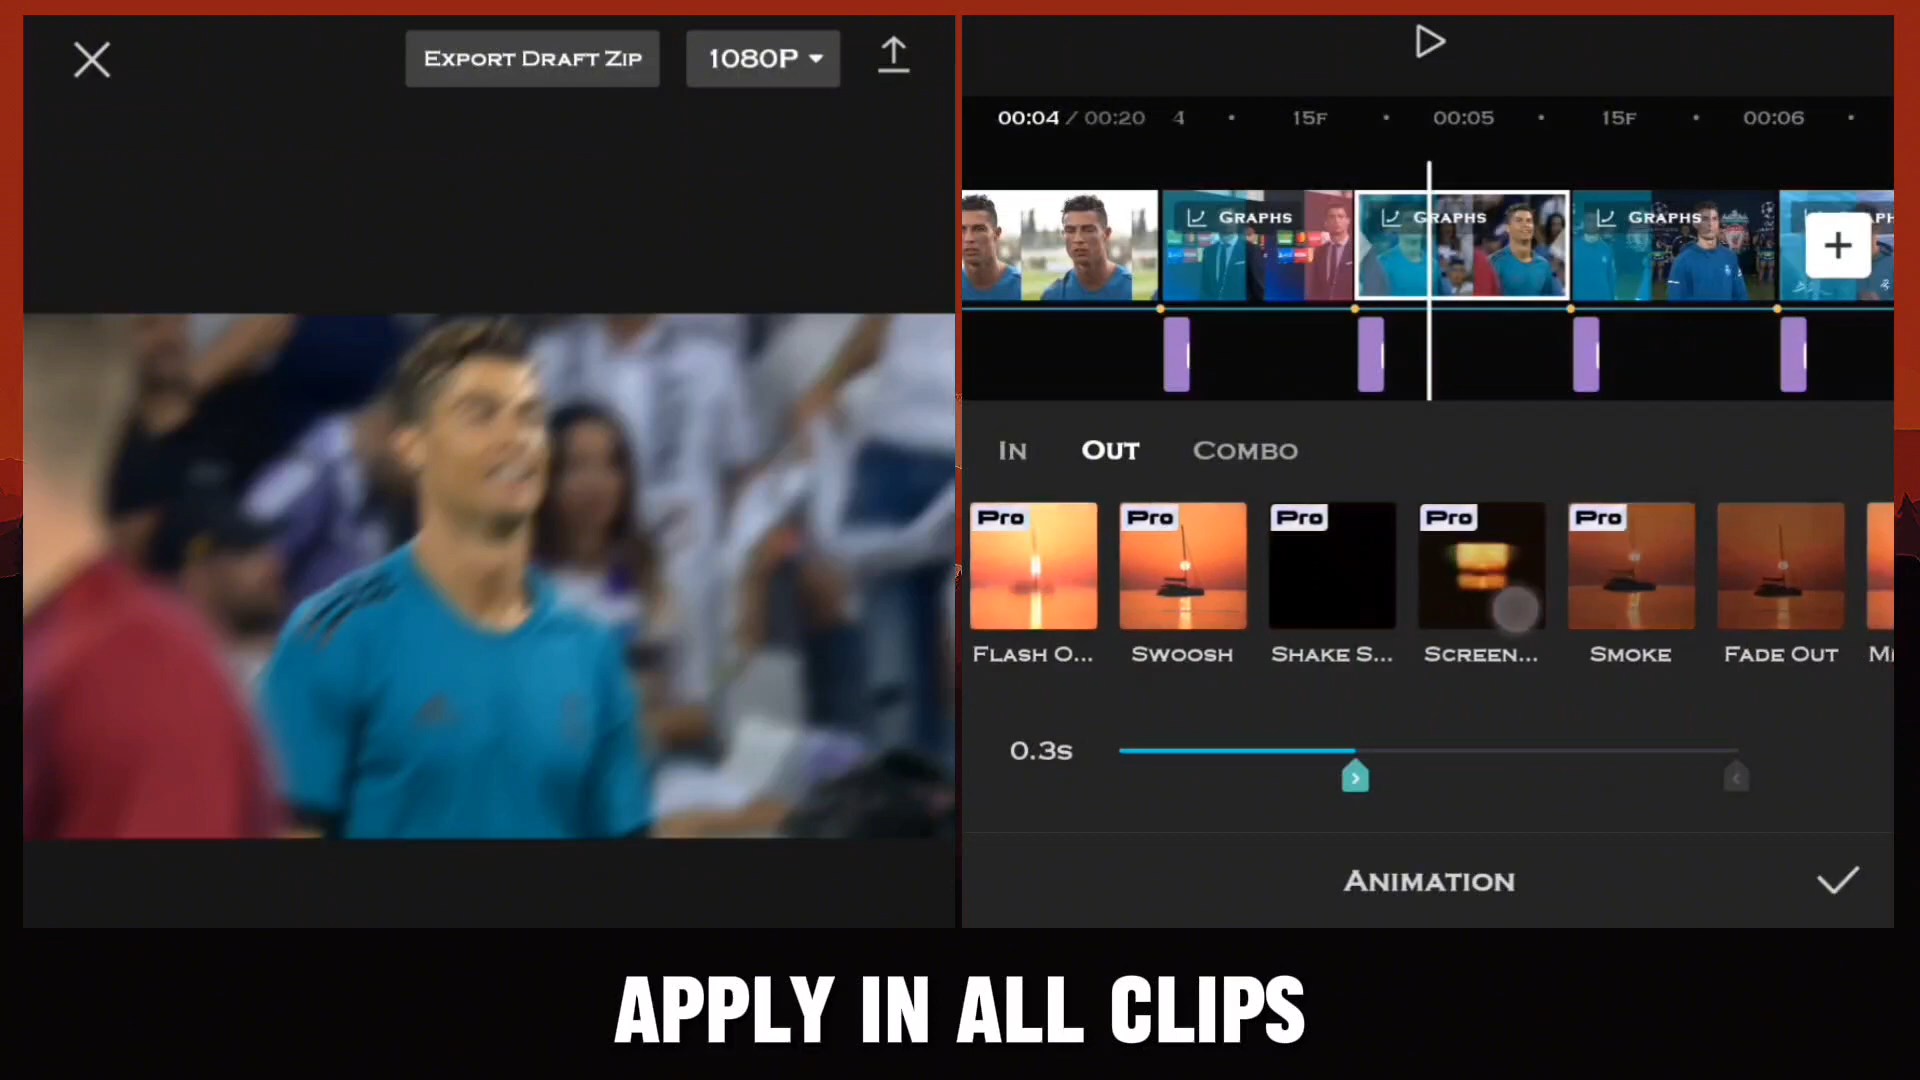 EXPORT DRAFT ZIP
1080P
00:04 / 00:20 4 15F 00:05 15F 00:06
GRAPHS GRAPHS GRAPHS
IN OUT COMBO
Pro Pro Pro Pro Pro
FLASH O... SWOOSH SHAKE S... SCREEN... SMOKE FADE OUT
0.3s
ANIMATION
APPLY IN ALL CLIPS